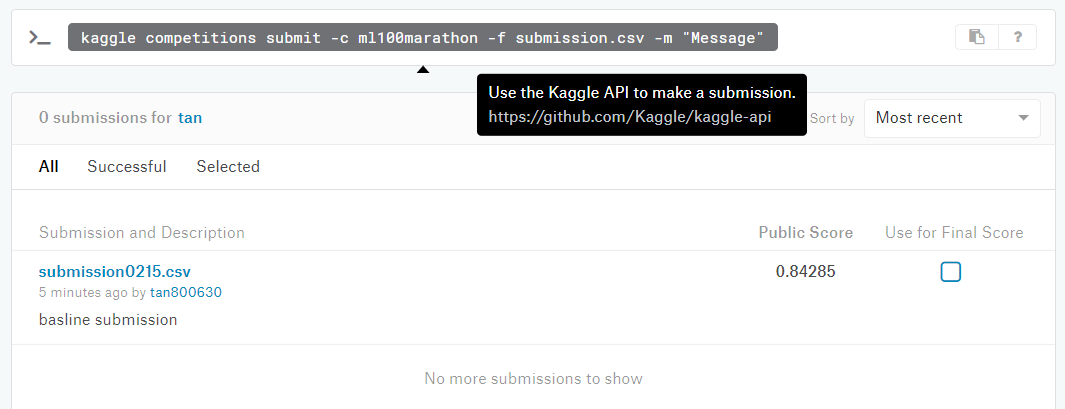 >_ kaggle competitions submit -c ml100marathon -f submission.csv -m "Message" ?
Use the Kaggle API to make a submission.
https://github.com/Kaggle/kaggle-api
0 submissions for tan Sort by Most recent
All Successful Selected
Submission and Description Public Score Use for Final Score
submission0215.csv 0.84285
5 minutes ago by tan800630
basline submission
No more submissions to show